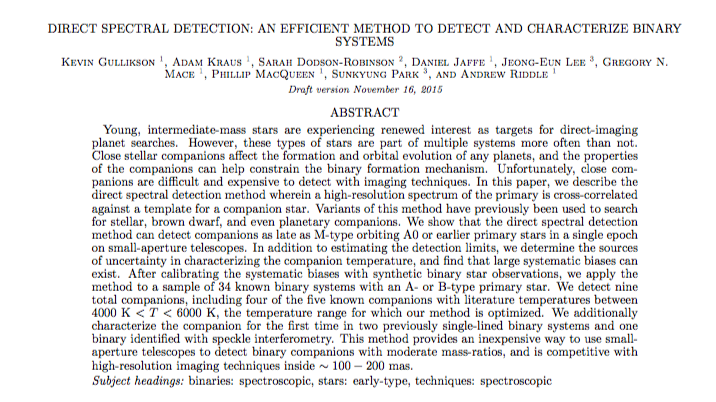 DIRECT SPECTRAL DETECTION: AN EFFICIENT METHOD TO DETECT AND CHARACTERIZE BINARY
SYSTEMS
Kevin Gullikson 1, Adam Kraus 1, Sarah Dodson-Robinson 2, Daniel Jaffe 1, Jeong-Eun Lee 3, Gregory N.
Mace 1, Phillip MacQueen 1, Sunkyung Park 3, and Andrew Riddle 1
Draft version November 16, 2015
ABSTRACT
Young, intermediate-mass stars are experiencing renewed interest as targets for direct-imaging
planet searches. However, these types of stars are part of multiple systems more often than not.
Close stellar companions affect the formation and orbital evolution of any planets, and the properties
of the companions can help constrain the binary formation mechanism. Unfortunately, close com-
panions are difficult and expensive to detect with imaging techniques. In this paper, we describe the
direct spectral detection method wherein a high-resolution spectrum of the primary is cross-correlated
against a template for a companion star. Variants of this method have previously been used to search
for stellar, brown dwarf, and even planetary companions. We show that the direct spectral detection
method can detect companions as late as M-type orbiting A0 or earlier primary stars in a single epoch
on small-aperture telescopes. In addition to estimating the detection limits, we determine the sources
of uncertainty in characterizing the companion temperature, and find that large systematic biases can
exist. After calibrating the systematic biases with synthetic binary star observations, we apply the
method to a sample of 34 known binary systems with an A- or B-type primary star. We detect nine
total companions, including four of the five known companions with literature temperatures between
4000 K < T < 6000 K, the temperature range for which our method is optimized. We additionally
characterize the companion for the first time in two previously single-lined binary systems and one
binary identified with speckle interferometry. This method provides an inexpensive way to use small-
aperture telescopes to detect binary companions with moderate mass-ratios, and is competitive with
high-resolution imaging techniques inside ∼ 100 − 200 mas.
Subject headings: binaries: spectroscopic, stars: early-type, techniques: spectroscopic